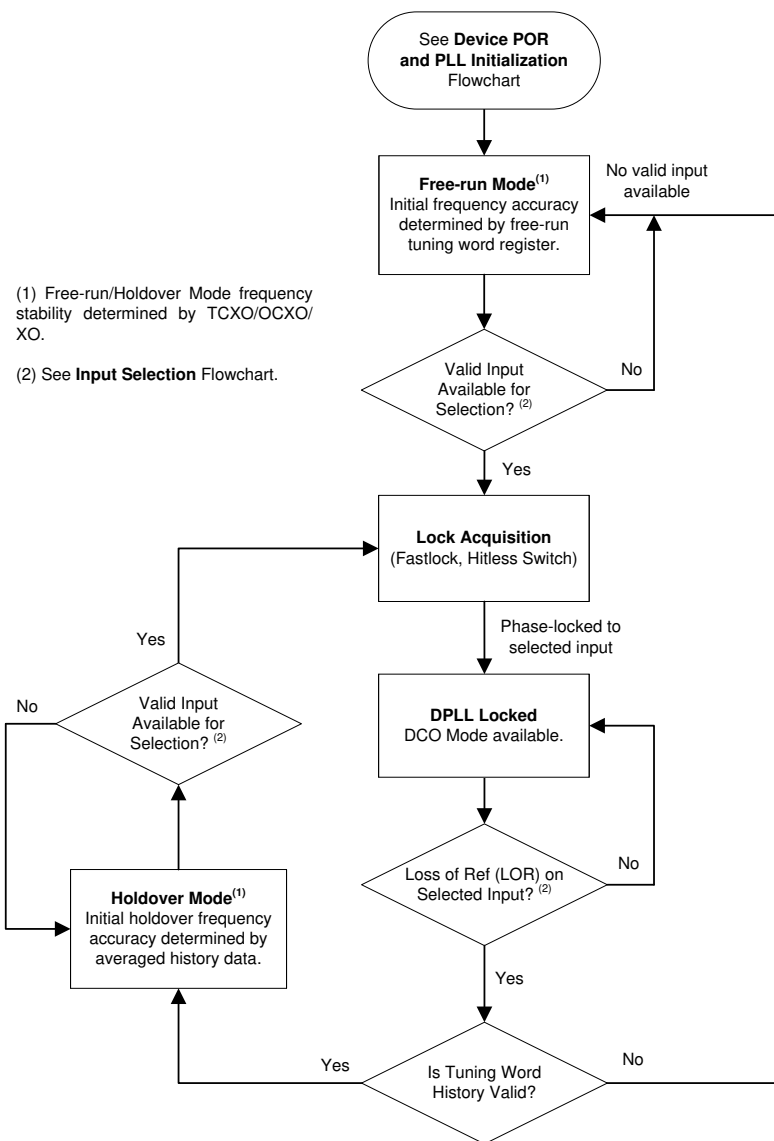 See Device POR
and PLL Initialization
Flowchart
Free-run Mode(1)
Initial frequency accuracy
determined by free-run
tuning word register.
No valid input
available
(1) Free-run/Holdover Mode frequency
stability determined by TCXO/OCXO/
XO.
(2) See Input Selection Flowchart.
Valid Input
Available for
Selection? (2)
No
Yes
Lock Acquisition
(Fastlock, Hitless Switch)
Phase-locked to
selected input
Yes
Valid Input
Available for
Selection? (2)
No
DPLL Locked
DCO Mode available.
Loss of Ref (LOR) on
Selected Input? (2)
No
Holdover Mode(1)
Initial holdover frequency
accuracy determined by
averaged history data.
Yes
Is Tuning Word
History Valid?
Yes
No